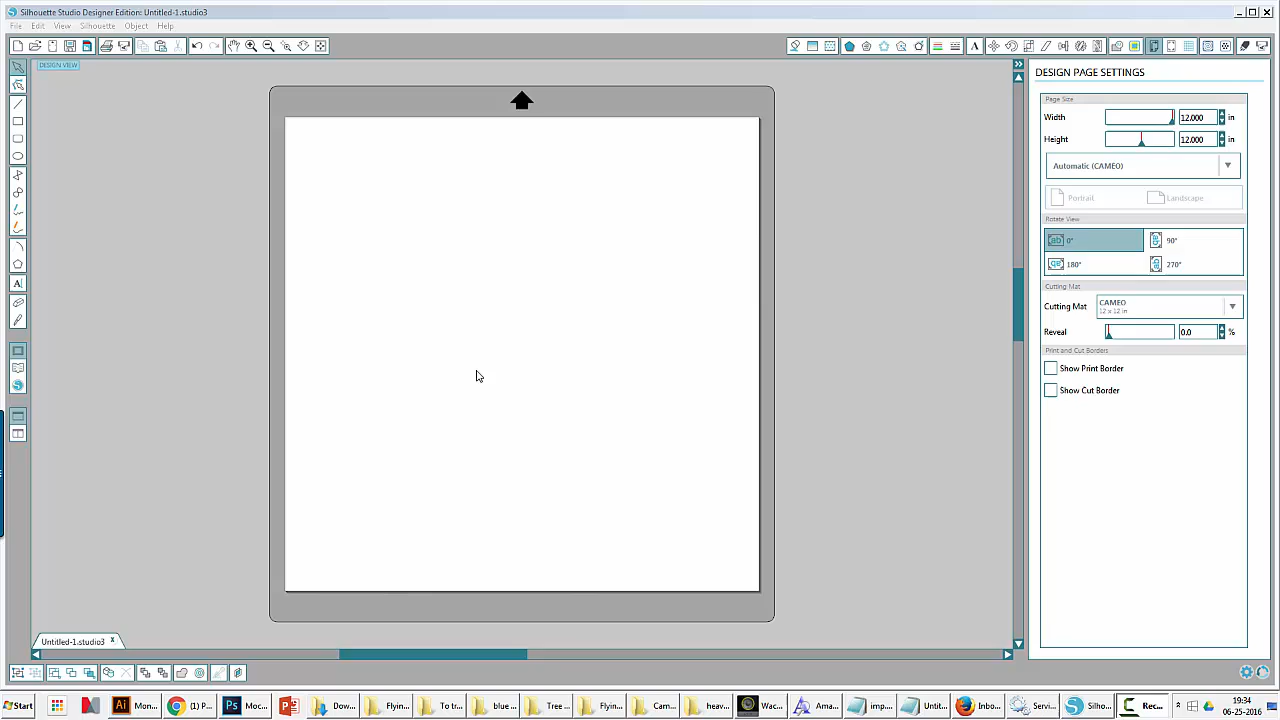 Silhouette Studio Designer Edition: Untitled-1.studio3
File Edit View Silhouette Object Help
DESIGN VIEW
DESIGN PAGE SETTINGS
Page Size
Width 12.000 in
Height 12.000 in
Automatic (CAMEO)
Portrait Landscape
Rotate View
0° 90°
180° 270°
Cutting Mat
Cutting Mat CAMEO
12 x 12 in
Reveal 0.0 %
Print and Cut Borders
Show Print Border
Show Cut Border
Untitled-1.studio3
Start Mon... (1) P... Moc... Dow... Flyin... To tr... blue ... Tree ... Flyin... Cam... heav... Wac... Ama... imp... Untit... Inbo... Servi... Silho... Rec...
19:34
06-25-2016